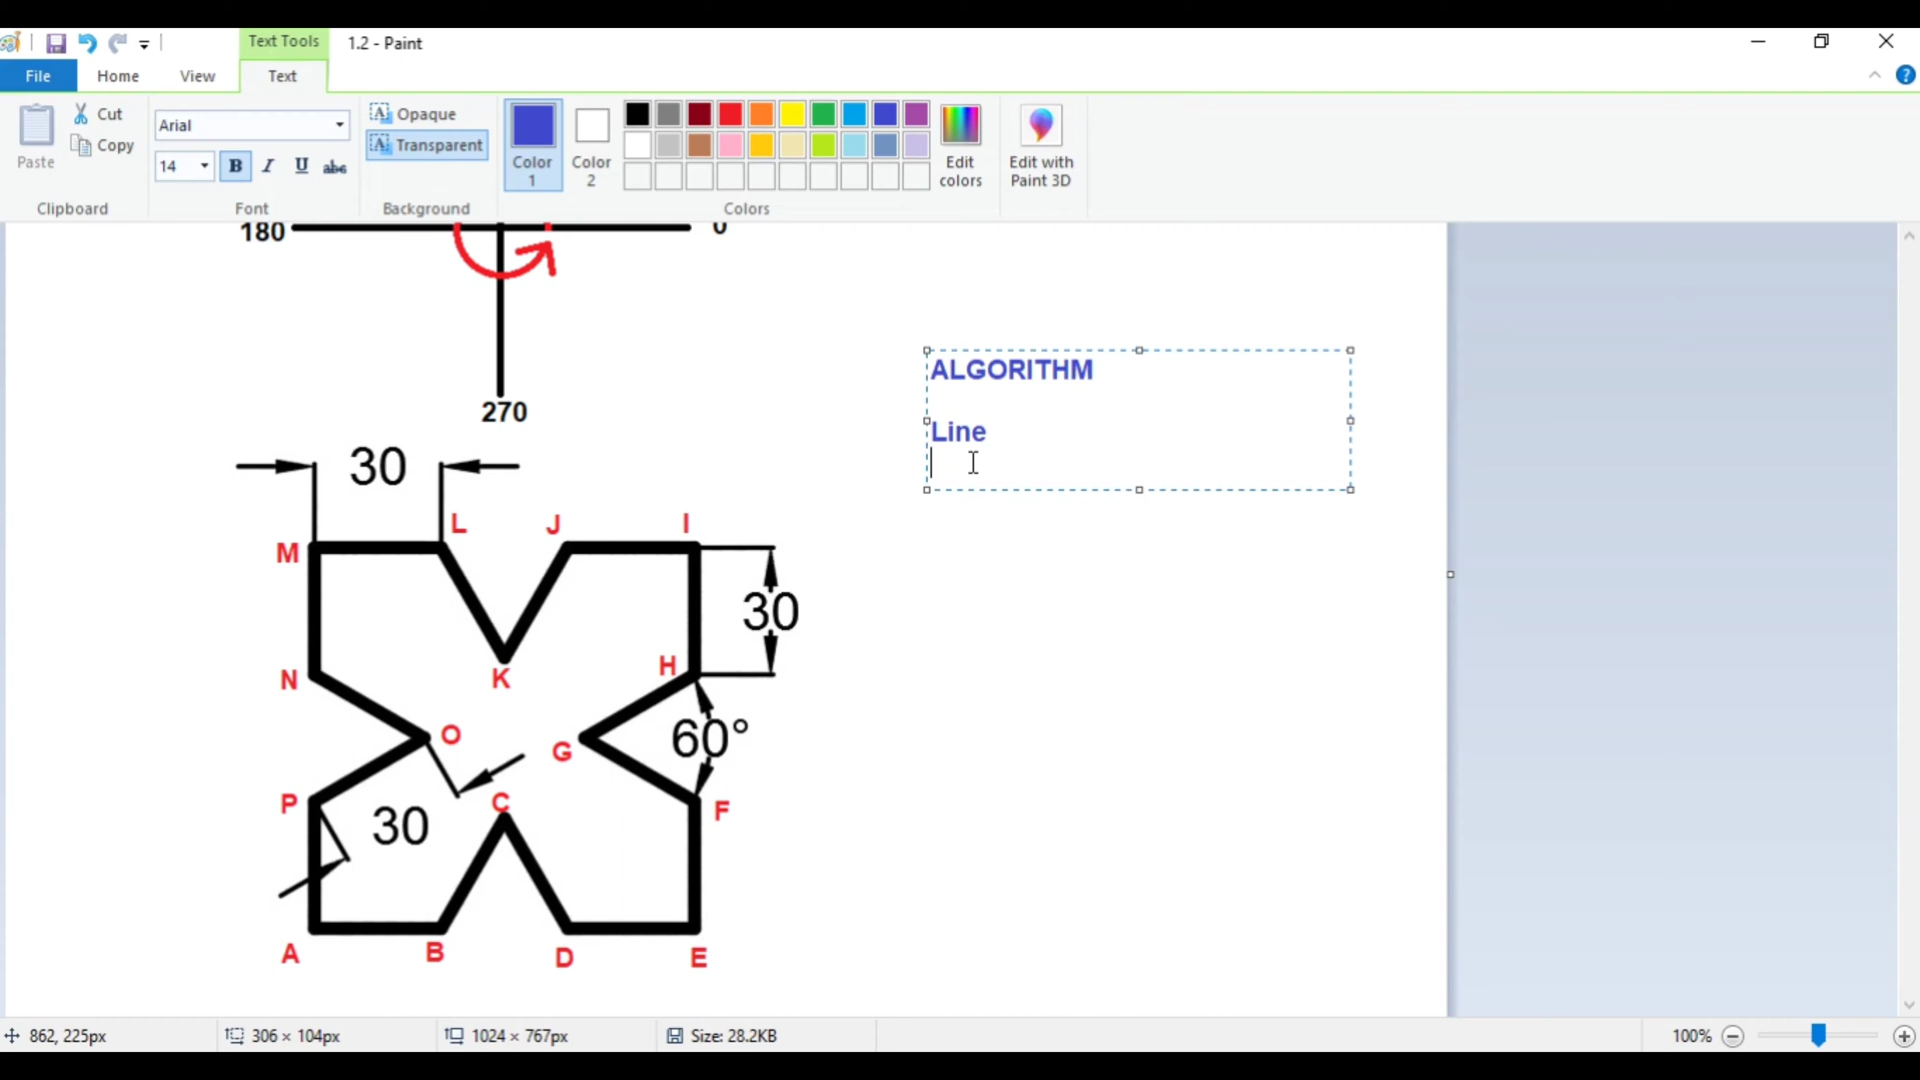 Text Tools 1.2 - Paint
File Home View Text
Paste Cut Copy Arial 14 B I U abc Opaque Transparent Color 1 Color 2 Edit colors Edit with Paint 3D
Clipboard Font Background Colors
180 0
270
ALGORITHM
Line
30
M L J I
30
N K H
60°
O G
P C F
30
A B D E
862, 225px 306 × 104px 1024 × 767px Size: 28.2KB 100%